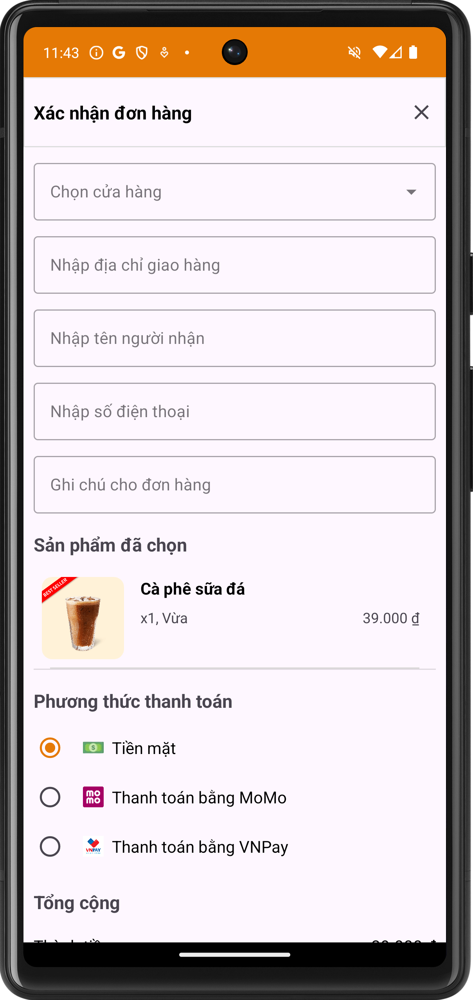 11:43
Xác nhận đơn hàng
Chọn cửa hàng
Nhập địa chỉ giao hàng
Nhập tên người nhận
Nhập số điện thoại
Ghi chú cho đơn hàng
Sản phẩm đã chọn
BEST SELLER
Cà phê sữa đá
x1, Vừa 39.000 ₫
Phương thức thanh toán
Tiền mặt
mo mo Thanh toán bằng MoMo
VNPAY Thanh toán bằng VNPay
Tổng cộng